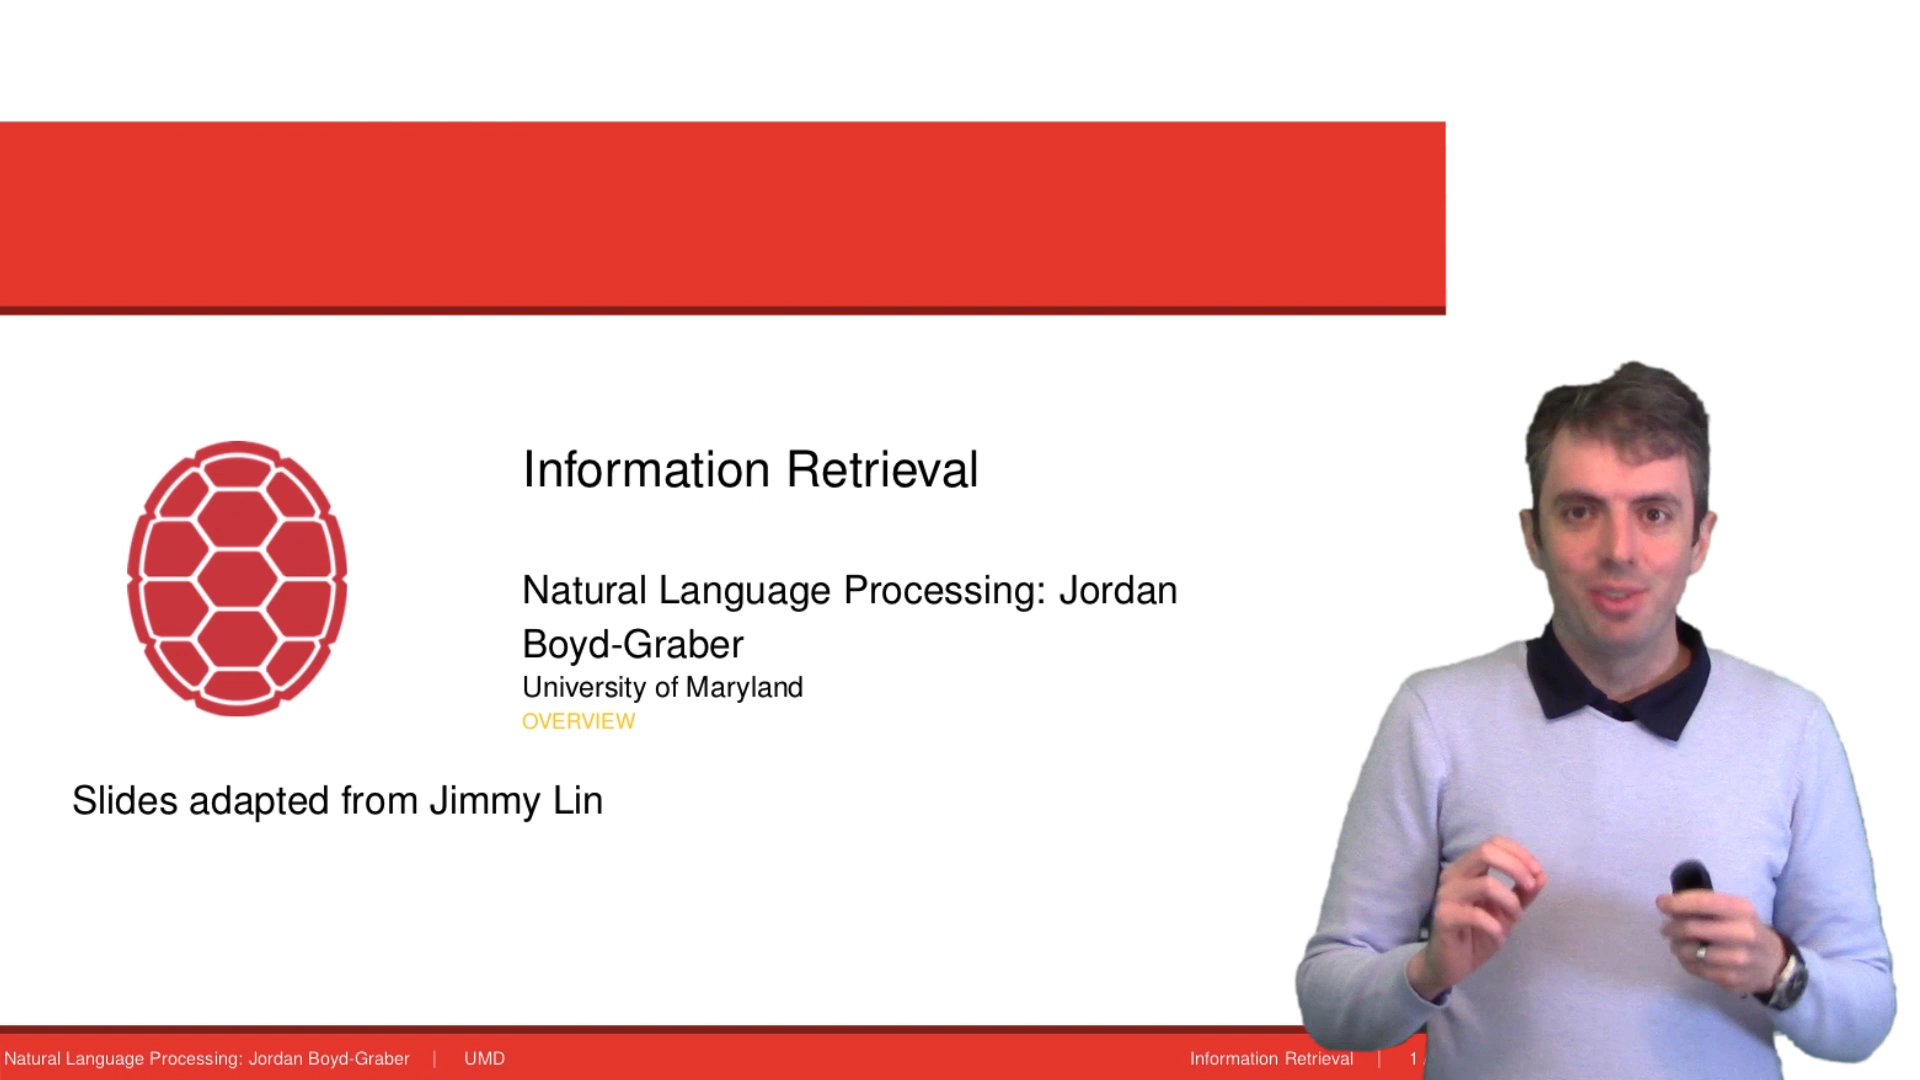 Information Retrieval
Natural Language Processing: Jordan
Boyd-Graber
University of Maryland
OVERVIEW
Slides adapted from Jimmy Lin
Natural Language Processing: Jordan Boyd-Graber | UMD
Information Retrieval | 1